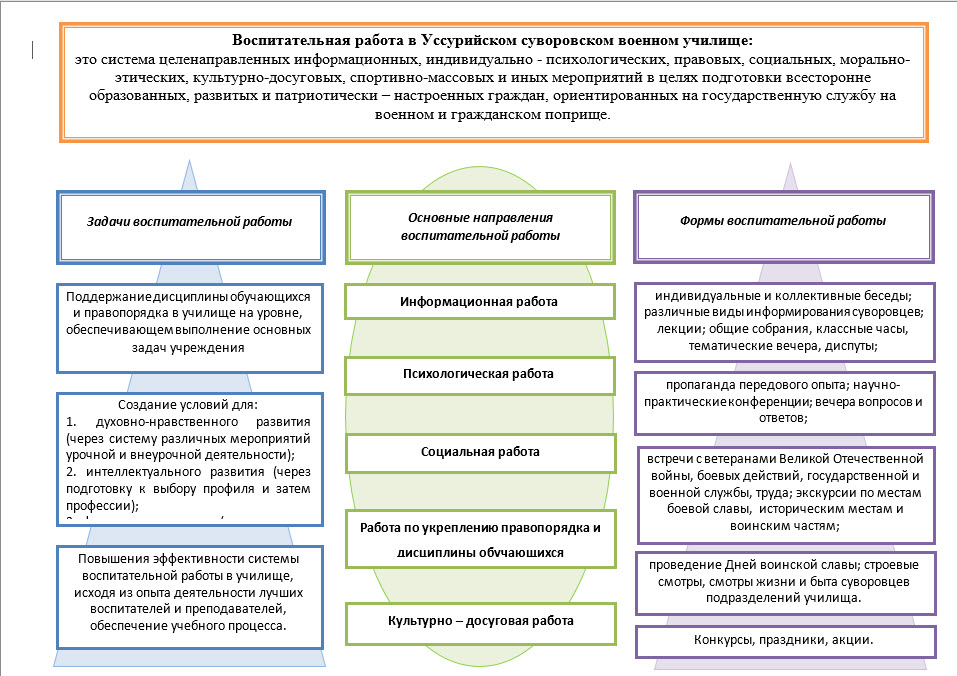 Воспитательная работа в Уссурийском суворовском военном училище:
это система целенаправленных информационных, индивидуально - психологических, правовых, социальных, морально-
этических, культурно-досуговых, спортивно-массовых и иных мероприятий в целях подготовки всесторонне
образованных, развитых и патриотически – настроенных граждан, ориентированных на государственную службу на
военном и гражданском поприще.
Задачи воспитательной работы
Поддержание дисциплины обучающихся
и правопорядка в училище на уровне,
обеспечивающем выполнение основных
задач учреждения
Создание условий для:
1. духовно-нравственного развития
(через систему различных мероприятий
урочной и внеурочной деятельности);
2. интеллектуального развития (через
подготовку к выбору профиля и затем
профессии);
Повышения эффективности системы
воспитательной работы в училище,
исходя из опыта деятельности лучших
воспитателей и преподавателей,
обеспечение учебного процесса.
Основные направления
воспитательной работы
Информационная работа
Психологическая работа
Социальная работа
Работа по укреплению правопорядка и
дисциплины обучающихся
Культурно – досуговая работа
Формы воспитательной работы
индивидуальные и коллективные беседы;
различные виды информирования суворовцев;
лекции; общие собрания, классные часы,
тематические вечера, диспуты;
пропаганда передового опыта; научно-
практические конференции; вечера вопросов и
ответов;
встречи с ветеранами Великой Отечественной
войны, боевых действий, государственной и
военной службы, труда; экскурсии по местам
боевой славы, историческим местам и
воинским частям;
проведение Дней воинской славы; строевые
смотры, смотры жизни и быта суворовцев
подразделений училища.
Конкурсы, праздники, акции.